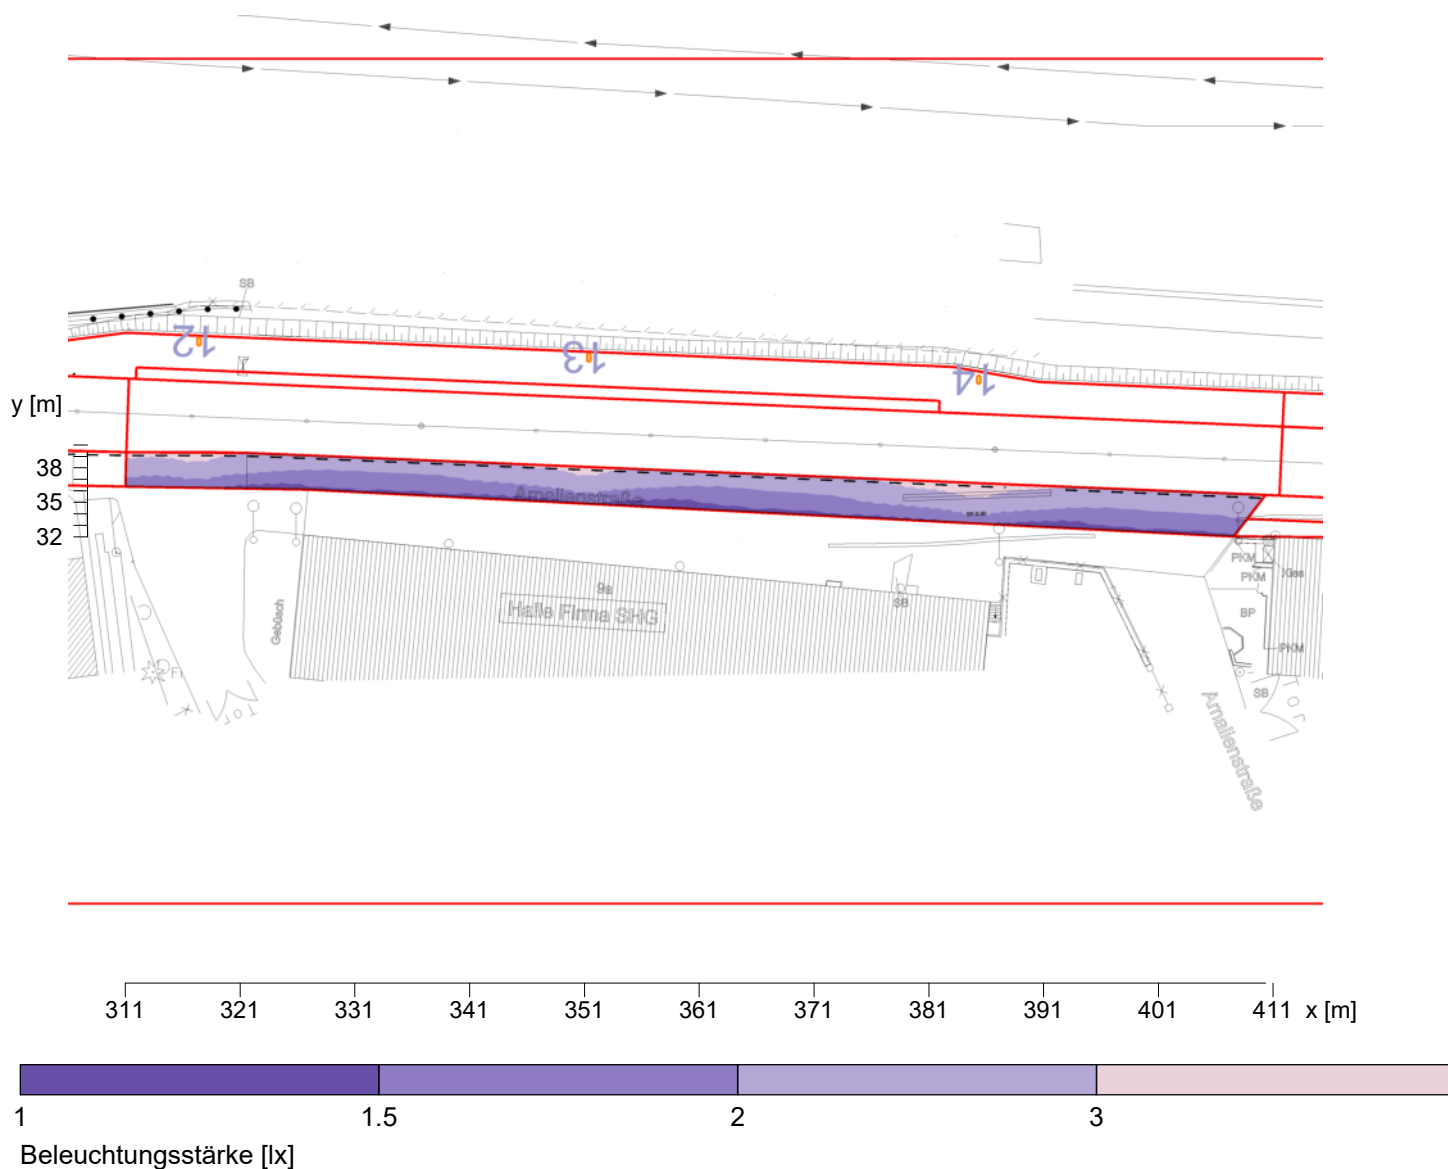 SB
12
13
14
y [m]
38
35
32
Amalienstraße
9a
Halle Firma SHG
Gebüsch
SB
PKM
PKM
Kies
BP
PKM
SB
Tor
Tor
Amalienstraße
311 321 331 341 351 361 371 381 391 401 411 x [m]
1 1.5 2 3
Beleuchtungsstärke [lx]